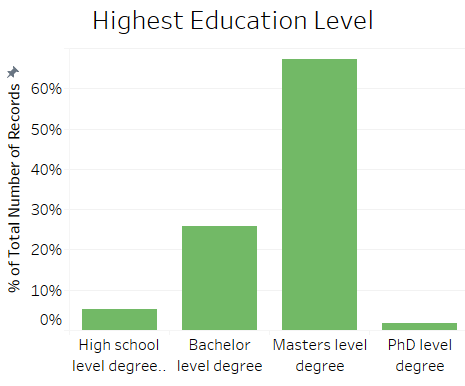 Highest Education Level
% of Total Number of Records
60%
50%
40%
30%
20%
10%
0%
High school
level degree..
Bachelor
level degree
Masters level
degree
PhD level
degree